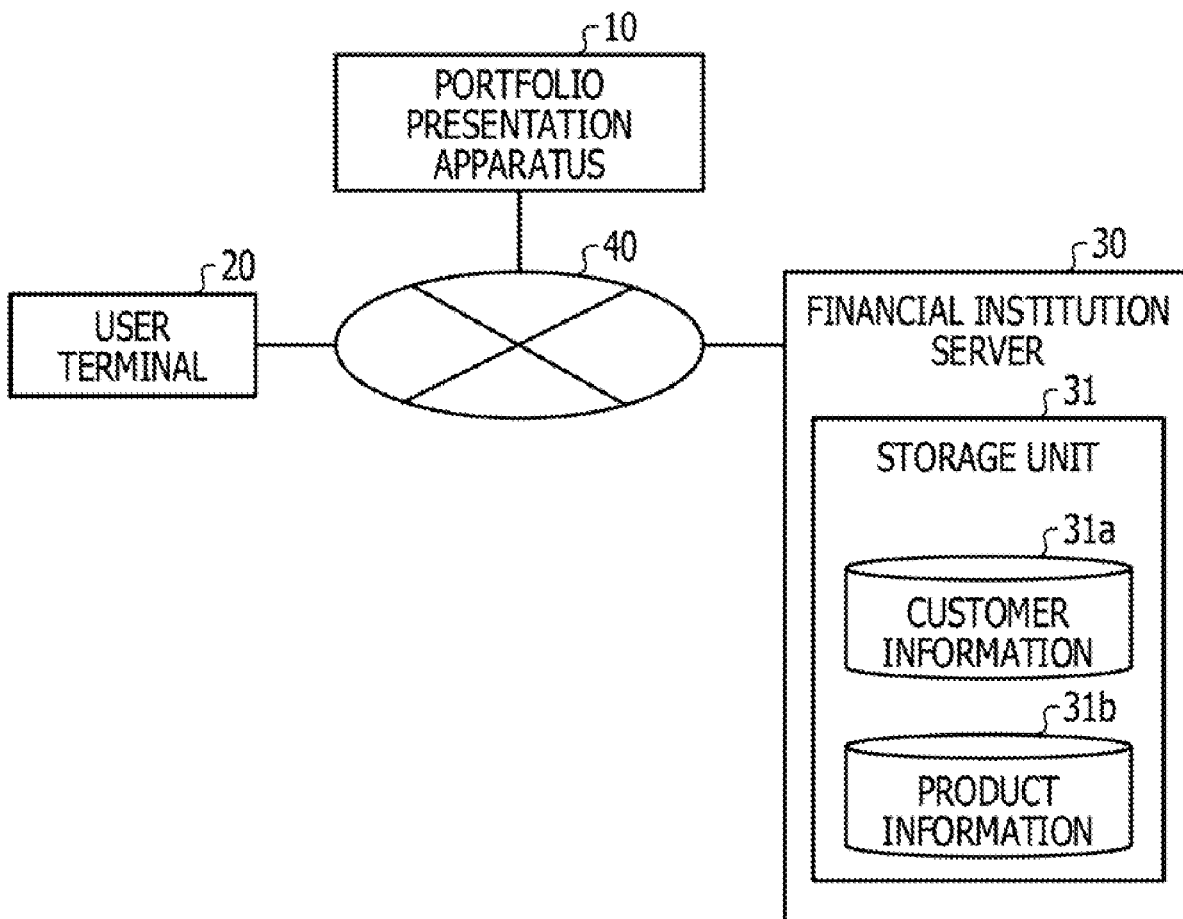 10
PORTFOLIO
PRESENTATION
APPARATUS
40
20
USER
TERMINAL
30
FINANCIAL INSTITUTION
SERVER
31
STORAGE UNIT
31a
CUSTOMER
INFORMATION
31b
PRODUCT
INFORMATION